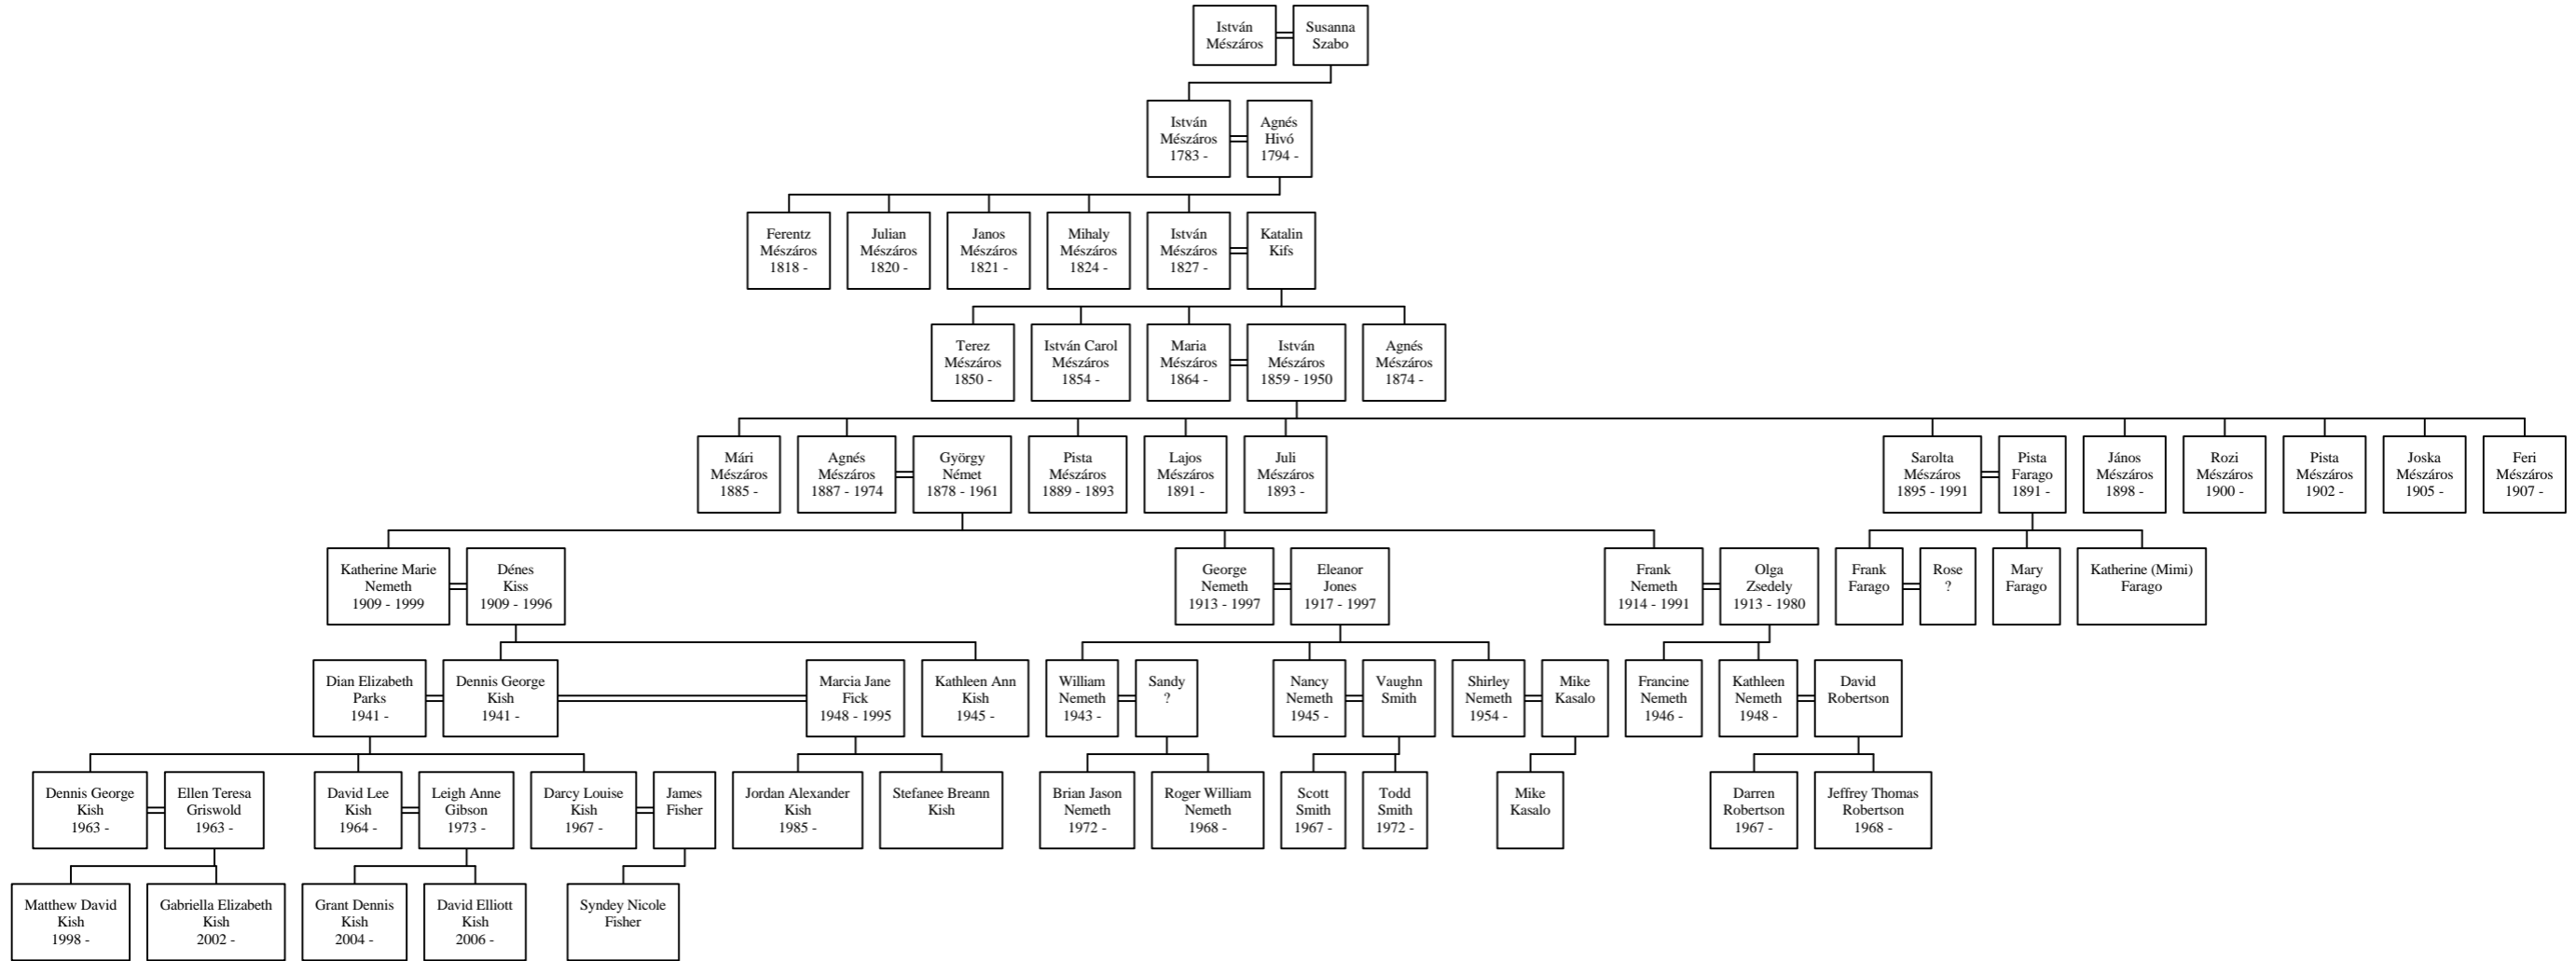 István
Mészáros
Susanna
Szabo
István
Mészáros
1783 -
Agnés
Hivó
1794 -
Ferentz
Mészáros
1818 -
Julian
Mészáros
1820 -
Janos
Mészáros
1821 -
Mihaly
Mészáros
1824 -
István
Mészáros
1827 -
Katalin
Kifs
Terez
Mészáros
1850 -
István Carol
Mészáros
1854 -
Maria
Mészáros
1864 -
István
Mészáros
1859 - 1950
Agnés
Mészáros
1874 -
Mári
Mészáros
1885 -
Agnés
Mészáros
1887 - 1974
György
Német
1878 - 1961
Pista
Mészáros
1889 - 1893
Lajos
Mészáros
1891 -
Juli
Mészáros
1893 -
Sarolta
Mészáros
1895 - 1991
Pista
Farago
1891 -
János
Mészáros
1898 -
Rozi
Mészáros
1900 -
Pista
Mészáros
1902 -
Joska
Mészáros
1905 -
Feri
Mészáros
1907 -
Katherine Marie
Nemeth
1909 - 1999
Dénes
Kiss
1909 - 1996
George
Nemeth
1913 - 1997
Eleanor
Jones
1917 - 1997
Frank
Nemeth
1914 - 1991
Olga
Zsedely
1913 - 1980
Frank
Farago
Rose
?
Mary
Farago
Katherine (Mimi)
Farago
Dian Elizabeth
Parks
1941 -
Dennis George
Kish
1941 -
Marcia Jane
Fick
1948 - 1995
Kathleen Ann
Kish
1945 -
William
Nemeth
1943 -
Sandy
?
Nancy
Nemeth
1945 -
Vaughn
Smith
Shirley
Nemeth
1954 -
Mike
Kasalo
Francine
Nemeth
1946 -
Kathleen
Nemeth
1948 -
David
Robertson
Dennis George
Kish
1963 -
Ellen Teresa
Griswold
1963 -
David Lee
Kish
1964 -
Leigh Anne
Gibson
1973 -
Darcy Louise
Kish
1967 -
James
Fisher
Jordan Alexander
Kish
1985 -
Stefanee Breann
Kish
Brian Jason
Nemeth
1972 -
Roger William
Nemeth
1968 -
Scott
Smith
1967 -
Todd
Smith
1972 -
Mike
Kasalo
Darren
Robertson
1967 -
Jeffrey Thomas
Robertson
1968 -
Matthew David
Kish
1998 -
Gabriella Elizabeth
Kish
2002 -
Grant Dennis
Kish
2004 -
David Elliott
Kish
2006 -
Syndey Nicole
Fisher